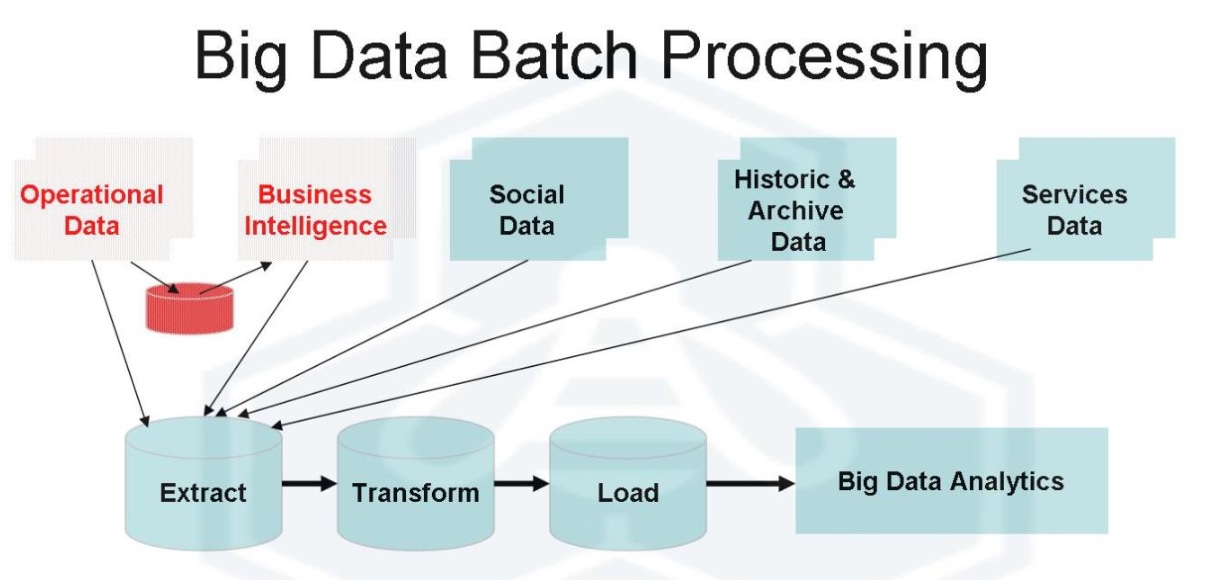 Big Data Batch Processing
Operational
Data
Business
Intelligence
Social
Data
Historic &
Archive
Data
Services
Data
Extract
Transform
Load
Big Data Analytics